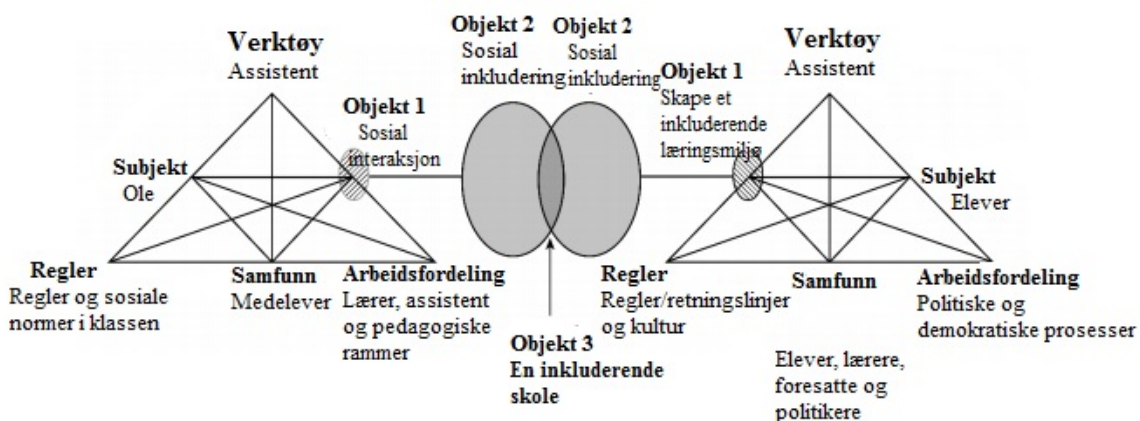 Verktøy
Assistent
Objekt 1
Sosial
interaksjon
Subjekt
Ole
Regler
Regler og sosiale
normer i klassen
Samfunn
Medelever
Arbeidsfordeling
Lærer, assistent
og pedagogiske
rammer
Objekt 2
Sosial
inkludering
Objekt 2
Sosial
inkludering
Objekt 3
En inkluderende
skole
Verktøy
Assistent
Objekt 1
Skape et
inkluderende
læringsmiljø
Subjekt
Elever
Regler
Regler/retningslinjer
og kultur
Samfunn
Elever, lærere,
foresatte og
politikere
Arbeidsfordeling
Politiske og
demokratiske prosesser